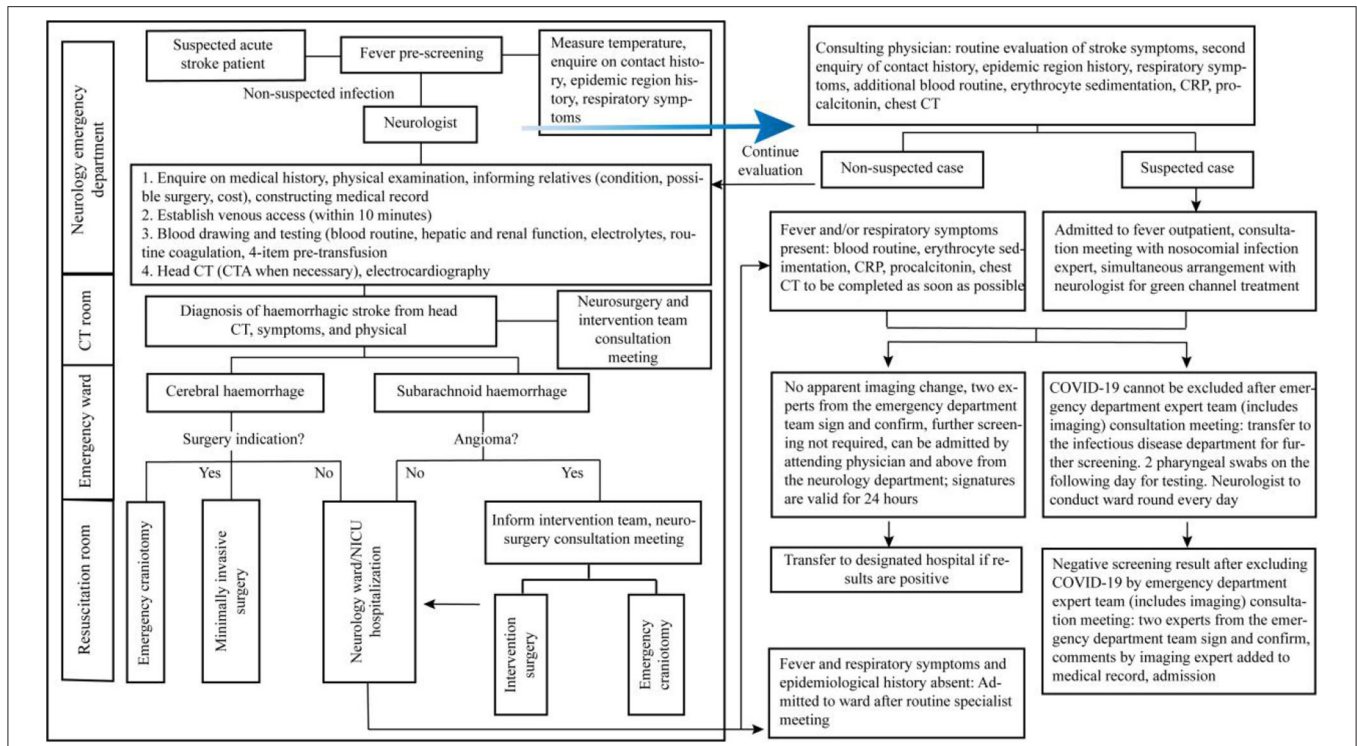 Suspected acute
stroke patient
Fever pre-screening
Measure temperature,
enquire on contact histo-
ry, epidemic region his-
tory, respiratory symp-
toms
Non-suspected infection
Neurologist
1. Enquire on medical history, physical examination, informing relatives (condition, possi-
ble surgery, cost), constructing medical record
2. Establish venous access (within 10 minutes)
3. Blood drawing and testing (blood routine, hepatic and renal function, electrolytes, rou-
tine coagulation, 4-item pre-transfusion
4. Head CT (CTA when necessary), electrocardiography
Neurology emergency
department
Diagnosis of haemorrhagic stroke from head
CT, symptoms, and physical
Neurosurgery and
intervention team
consultation
meeting
CT room
Cerebral haemorrhage
Subarachnoid haemorrhage
Surgery indication?
Angioma?
Yes
No
No
Yes
Emergency ward
Emergency craniotomy
Minimally invasive
surgery
Neurology ward/NICU
hospitalization
Inform intervention team, neuro-
surgery consultation meeting
Intervention
surgery
Emergency
craniotomy
Resuscitation room
Consulting physician: routine evaluation of stroke symptoms, second
enquiry of contact history, epidemic region history, respiratory symp-
toms, additional blood routine, erythrocyte sedimentation, CRP, pro-
calcitonin, chest CT
Continue
evaluation
Non-suspected case
Suspected case
Fever and/or respiratory symptoms
present: blood routine, erythrocyte sed-
imentation, CRP, procalcitonin, chest
CT to be completed as soon as possible
Admitted to fever outpatient, consulta-
tion meeting with nosocomial infection
expert, simultaneous arrangement with
neurologist for green channel treatment
No apparent imaging change, two ex-
perts from the emergency department
team sign and confirm, further screen-
ing not required, can be admitted by
attending physician and above from
the neurology department; signatures
are valid for 24 hours
COVID-19 cannot be excluded after emer-
gency department expert team (includes
imaging) consultation meeting: transfer to
the infectious disease department for fur-
ther screening. 2 pharyngeal swabs on the
following day for testing. Neurologist to
conduct ward round every day
Transfer to designated hospital if re-
sults are positive
Negative screening result after excluding
COVID-19 by emergency department
expert team (includes imaging) consulta-
tion meeting: two experts from the emer-
gency department team sign and confirm,
comments by imaging expert added to
medical record, admission
Fever and respiratory symptoms and
epidemiological history absent: Ad-
mitted to ward after routine specialist
meeting